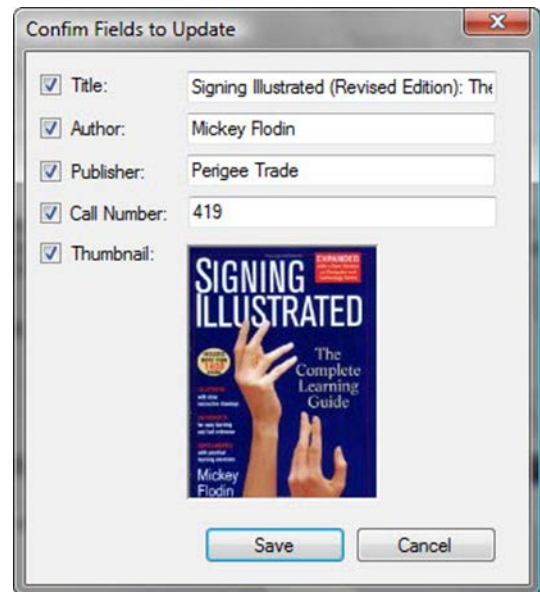 Confim Fields to Update
Title:
Signing Illustrated (Revised Edition): The
Author:
Mickey Flodin
Publisher:
Perigee Trade
Call Number:
419
Thumbnail:
SIGNING
ILLUSTRATED
EXPANDED
The
Complete
Learning
Guide
Mickey
Flodin
Save
Cancel